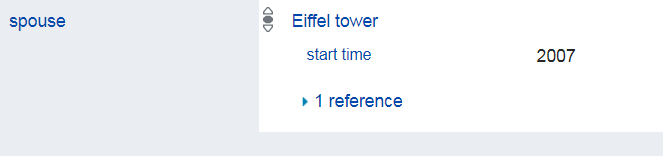 spouse
Eiffel tower
start time 2007
1 reference